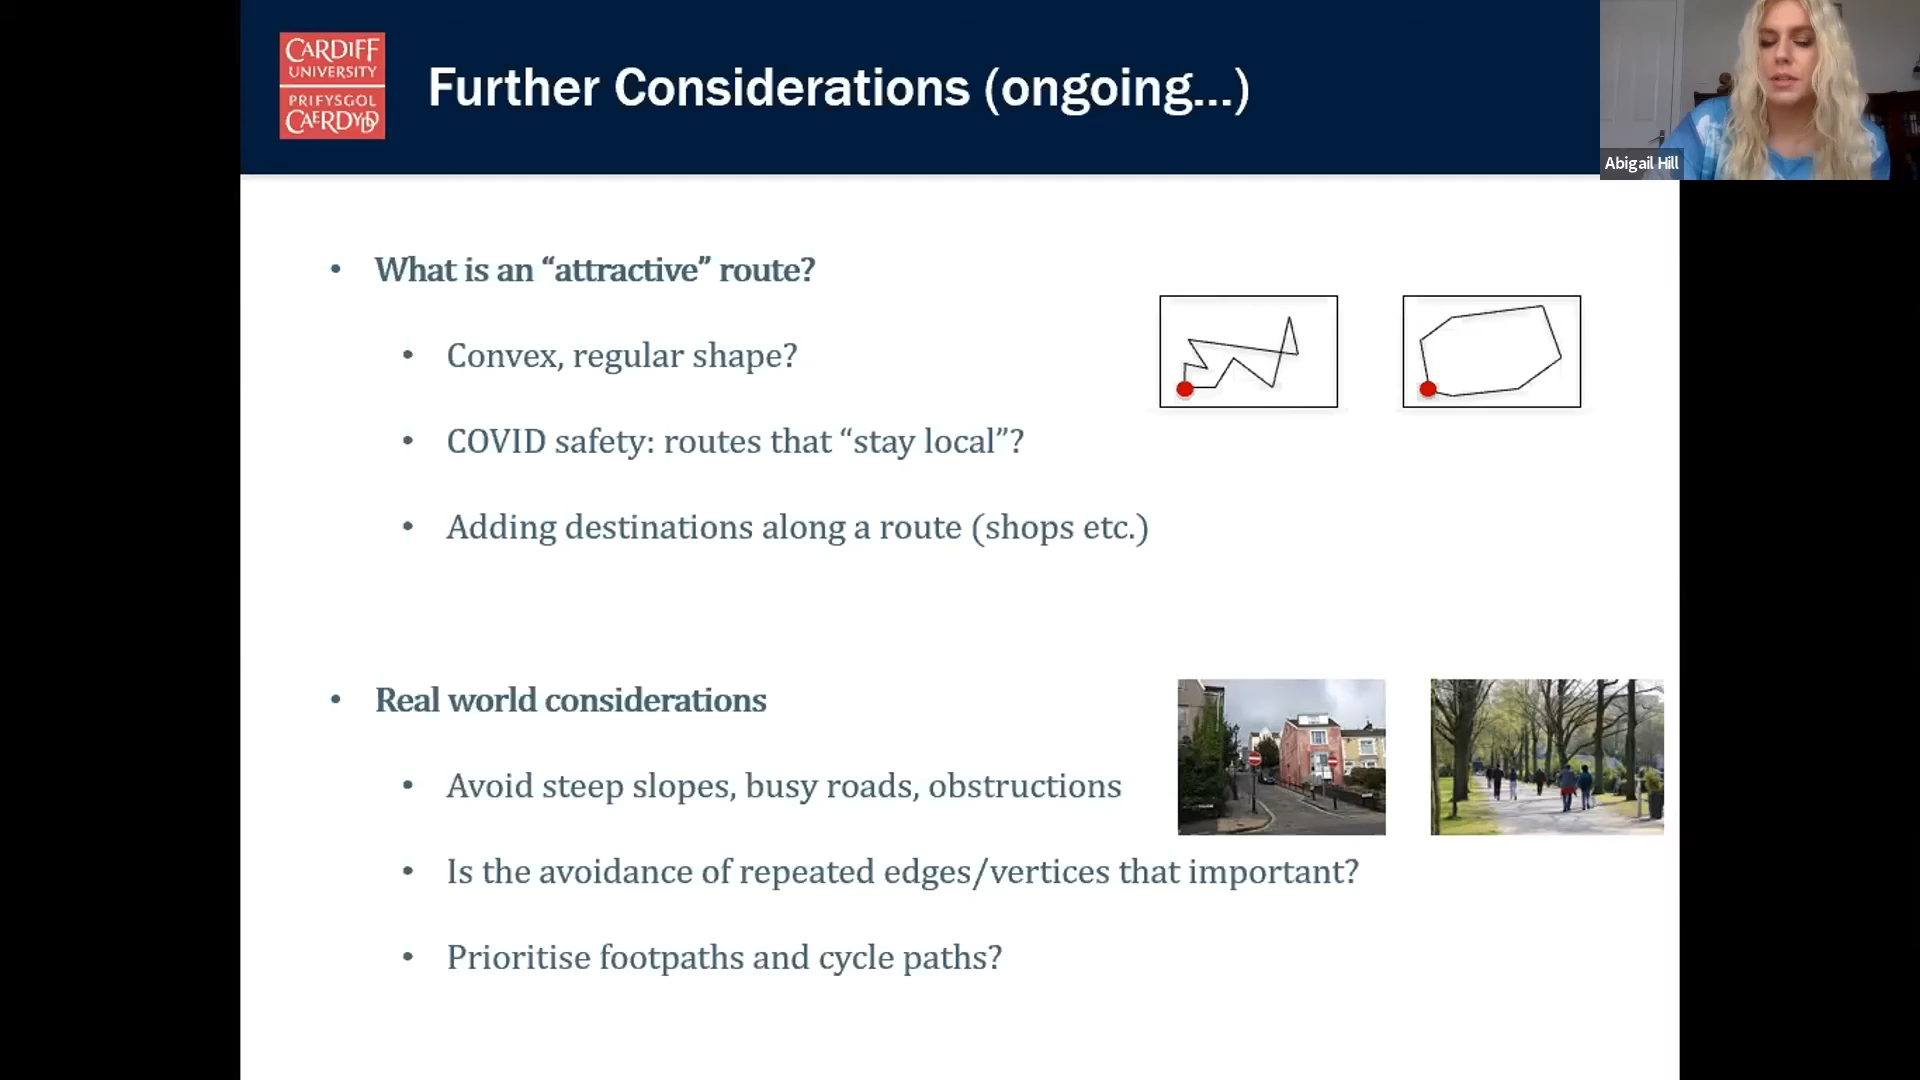 CARDIFF
UNIVERSITY
PRIFYSGOL
CAERDYDD
Further Considerations (ongoing...)
Abigail Hill
• What is an “attractive” route?
• Convex, regular shape?
• COVID safety: routes that “stay local”?
• Adding destinations along a route (shops etc.)
• Real world considerations
• Avoid steep slopes, busy roads, obstructions
• Is the avoidance of repeated edges/vertices that important?
• Prioritise footpaths and cycle paths?